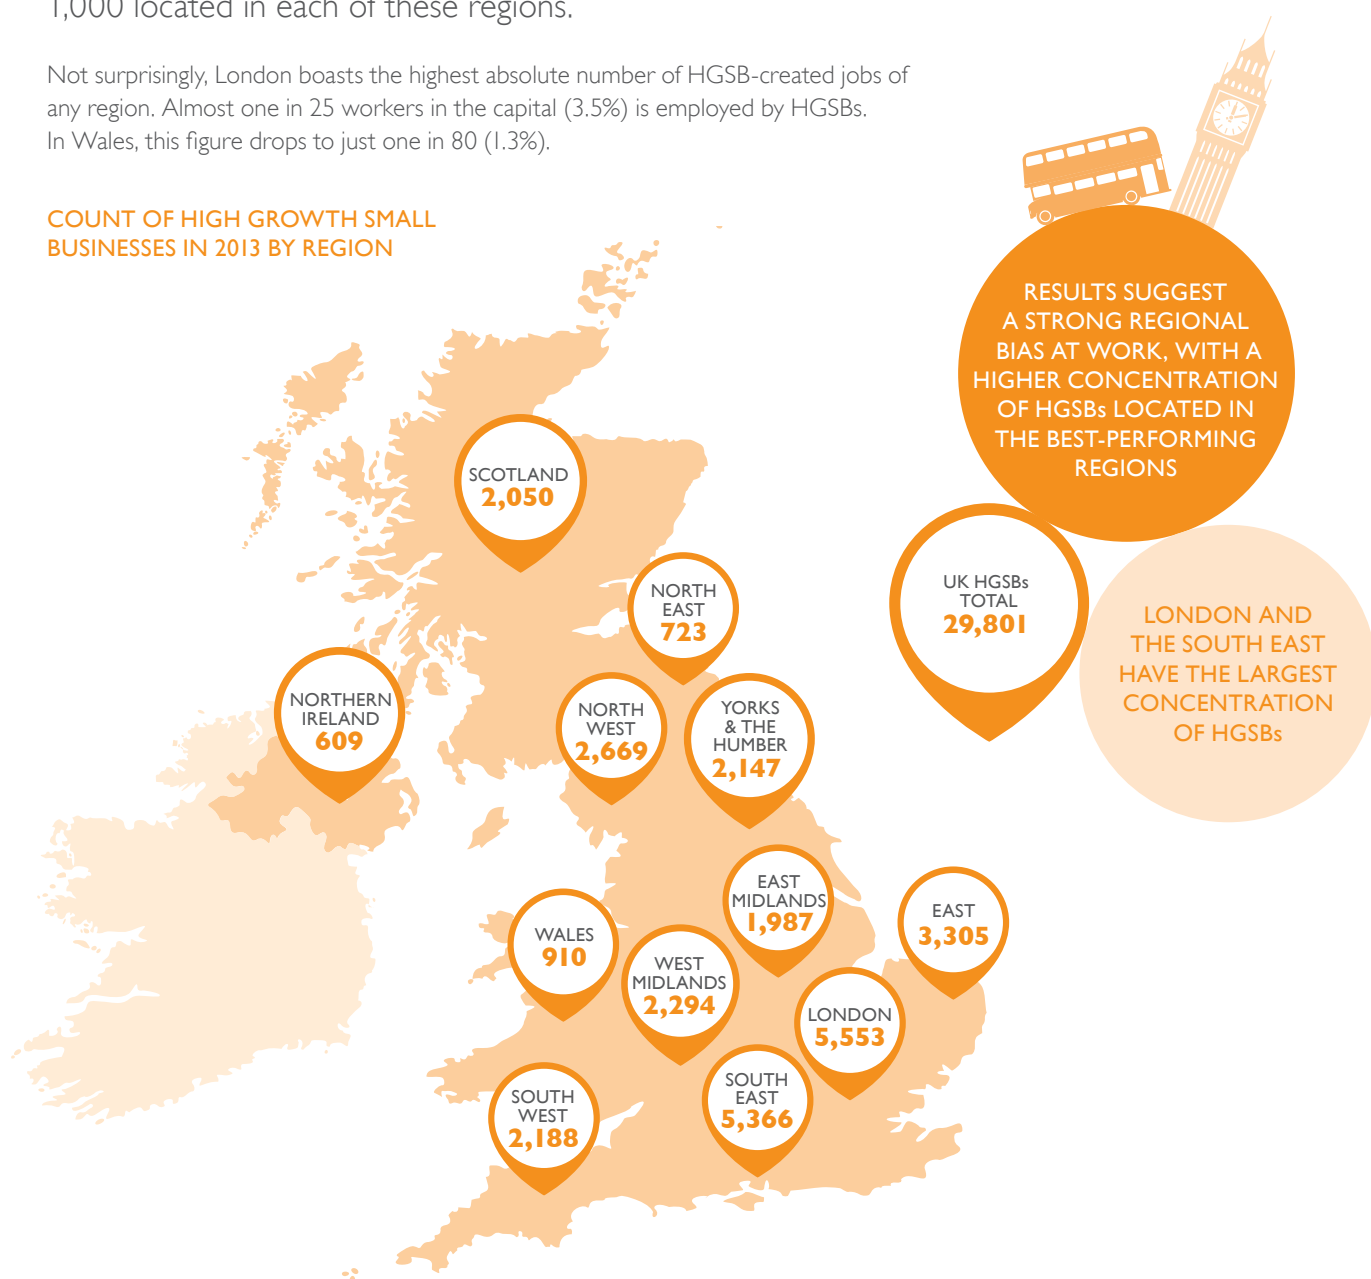 1,000 located in each of these regions.
Not surprisingly, London boasts the highest absolute number of HGSB-created jobs of
any region. Almost one in 25 workers in the capital (3.5%) is employed by HGSBs.
In Wales, this figure drops to just one in 80 (1.3%).
COUNT OF HIGH GROWTH SMALL
BUSINESSES IN 2013 BY REGION
RESULTS SUGGEST
A STRONG REGIONAL
BIAS AT WORK, WITH A
HIGHER CONCENTRATION
OF HGSBs LOCATED IN
THE BEST-PERFORMING
REGIONS
SCOTLAND
2,050
NORTH
EAST
723
UK HGSBs
TOTAL
29,801
LONDON AND
THE SOUTH EAST
HAVE THE LARGEST
CONCENTRATION
OF HGSBs
NORTHERN
IRELAND
609
NORTH
WEST
2,669
YORKS
& THE
HUMBER
2,147
EAST
MIDLANDS
1,987
EAST
3,305
WALES
910
WEST
MIDLANDS
2,294
LONDON
5,553
SOUTH
WEST
2,188
SOUTH
EAST
5,366